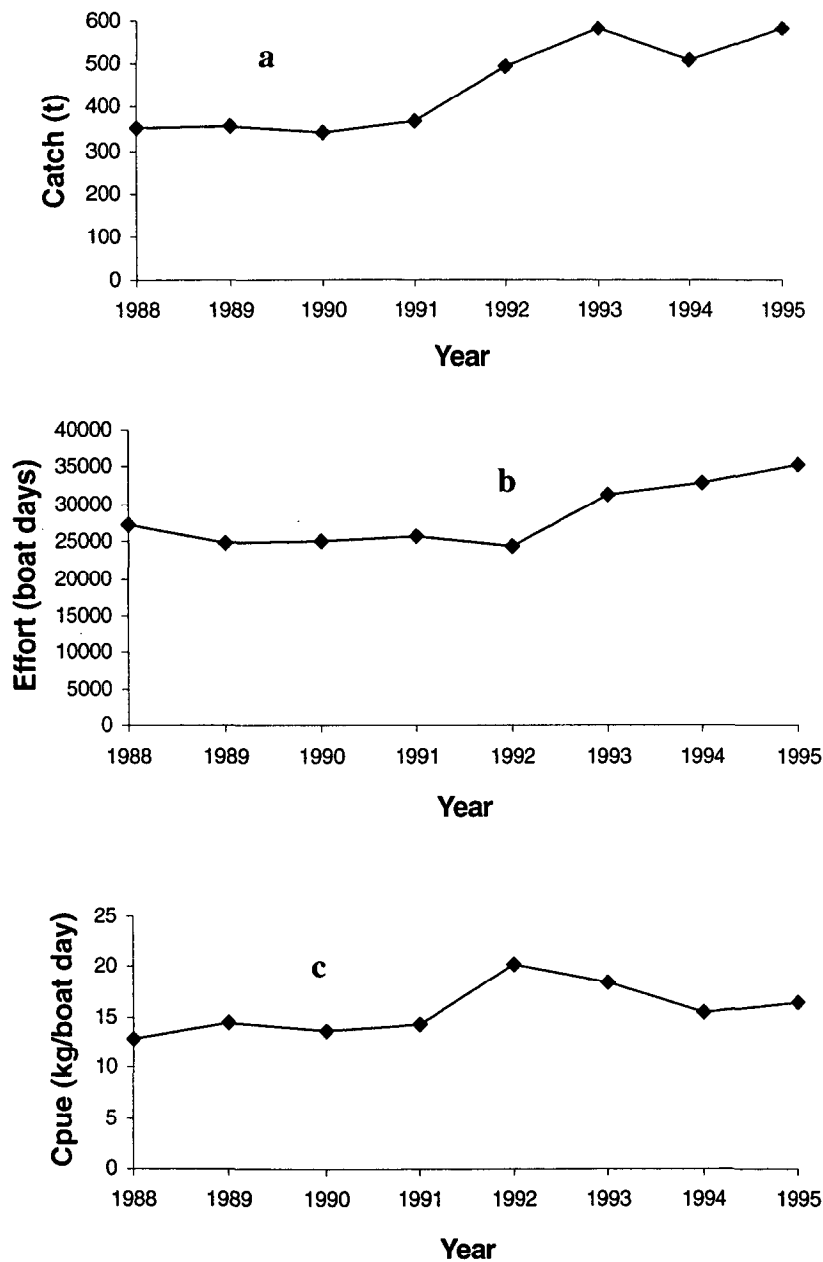 600
500
400
300
200
100
0
Catch (t)
a
1988 1989 1990 1991 1992 1993 1994 1995
Year
40000
35000
30000
25000
20000
15000
10000
5000
0
Effort (boat days)
b
1988 1989 1990 1991 1992 1993 1994 1995
Year
25
20
15
10
5
0
Cpue (kg/boat day)
c
1988 1989 1990 1991 1992 1993 1994 1995
Year